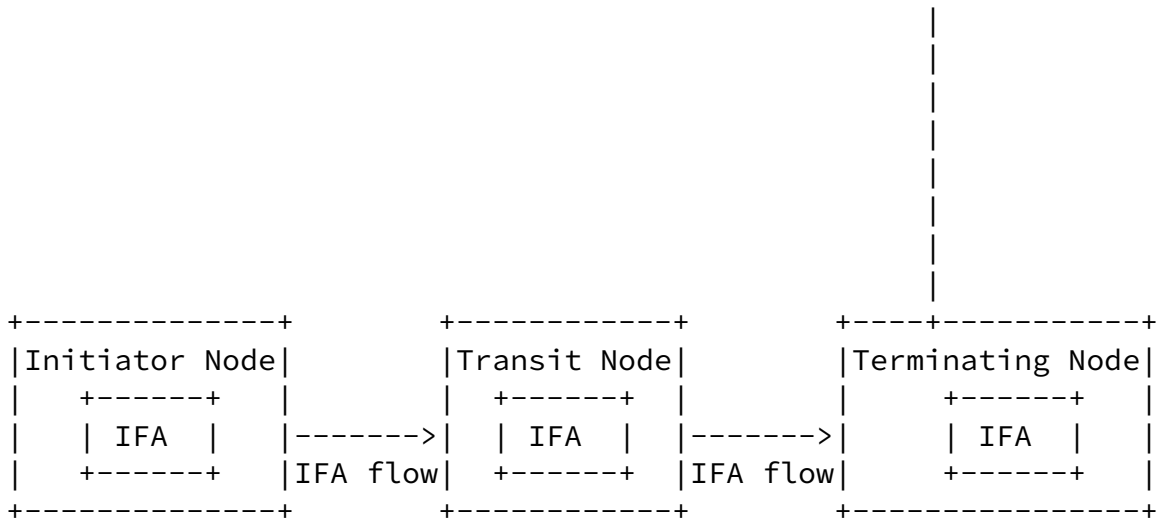 Initiator Node Transit Node Terminating Node
IFA IFA IFA
IFA flow IFA flow